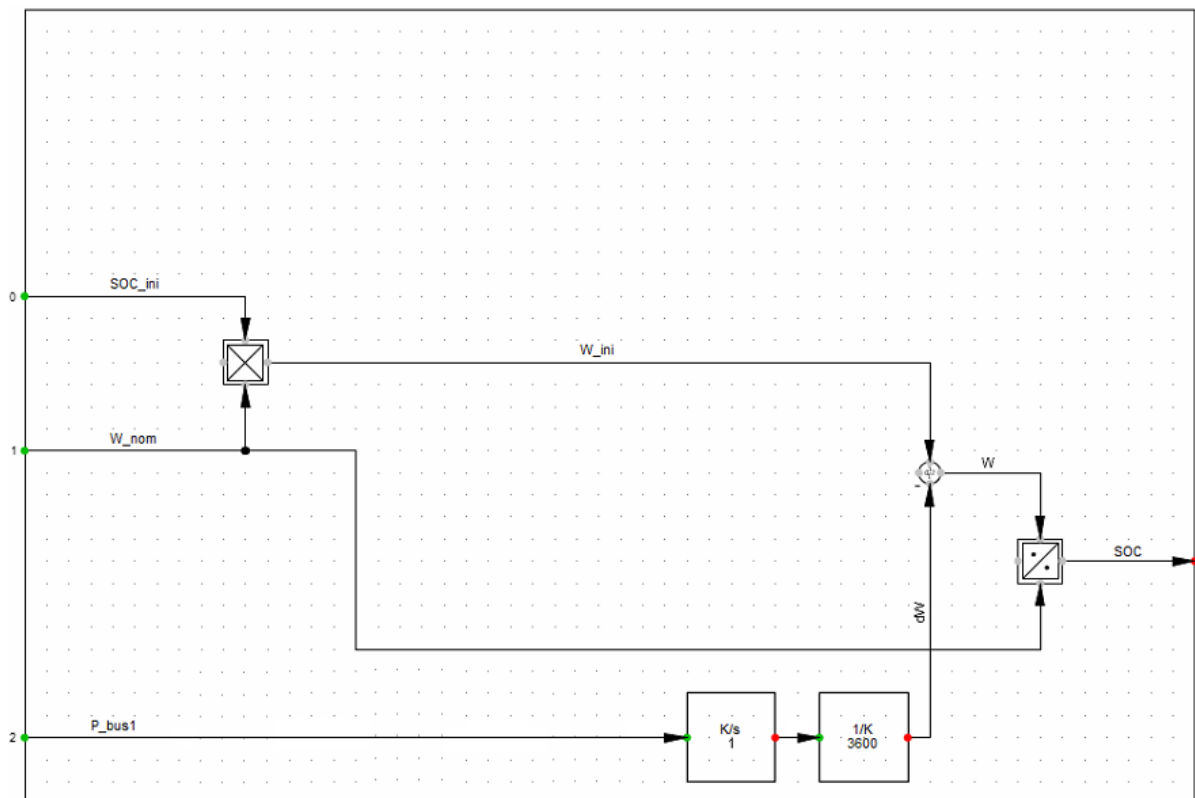 SOC_ini
0
W_ini
W_nom
1
W
-
SOC
dW
P_bus1
2
K/s
1
1/K
3600